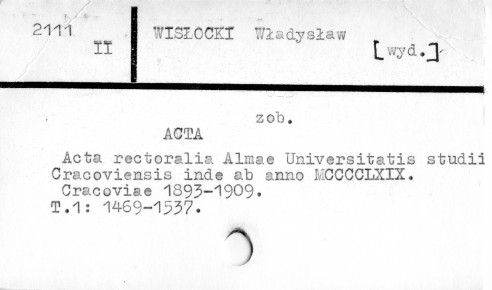 2111 WISŁOCKI Władysław
II [wyd.]
zob.
ACTA
Acta rectoralia Almae Universitatis studii
Cracoviensis inde ab anno MCCCCLXIX.
Cracoviae 1893-1909.
T.1: 1469-1537.